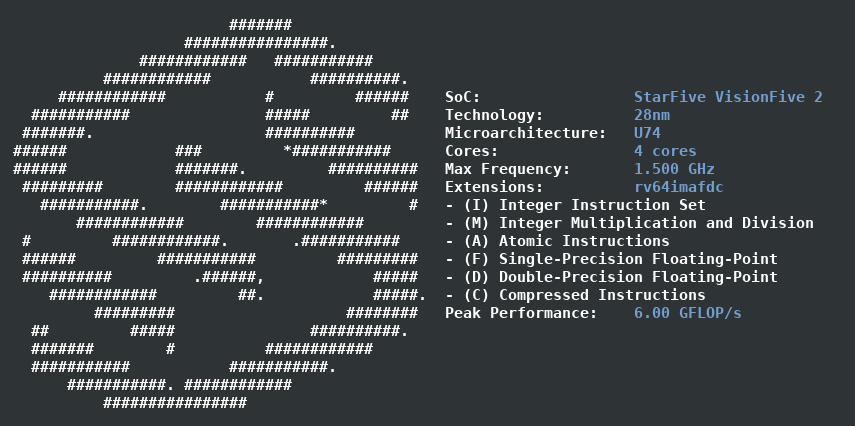 SoC: StarFive VisionFive 2
Technology: 28nm
Microarchitecture: U74
Cores: 4 cores
Max Frequency: 1.500 GHz
Extensions: rv64imafdc
- (I) Integer Instruction Set
- (M) Integer Multiplication and Division
- (A) Atomic Instructions
- (F) Single-Precision Floating-Point
- (D) Double-Precision Floating-Point
- (C) Compressed Instructions
Peak Performance: 6.00 GFLOP/s